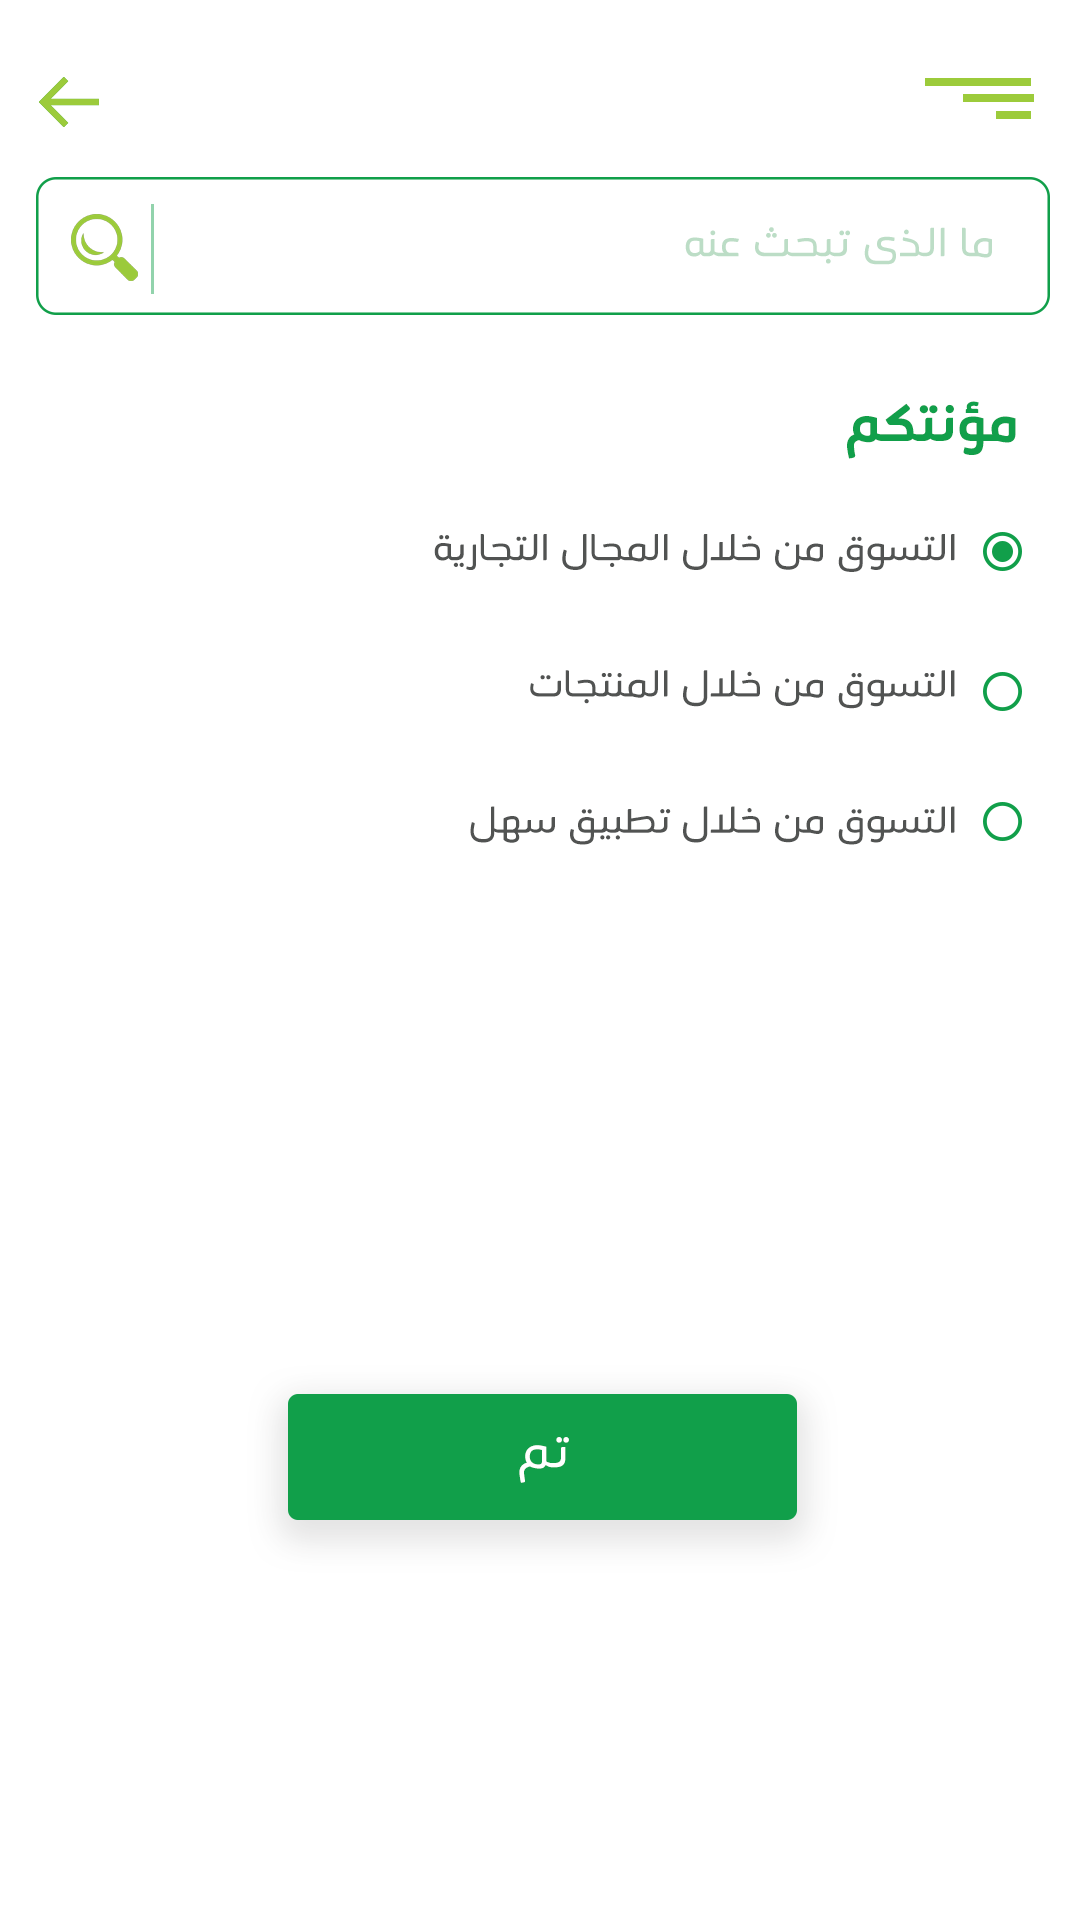 ما الذى تبحث عنه
مؤنتكم
التسوق من خلال المجال التجارية
التسوق من خلال المنتجات
التسوق من خلال تطبيق سهل
تم